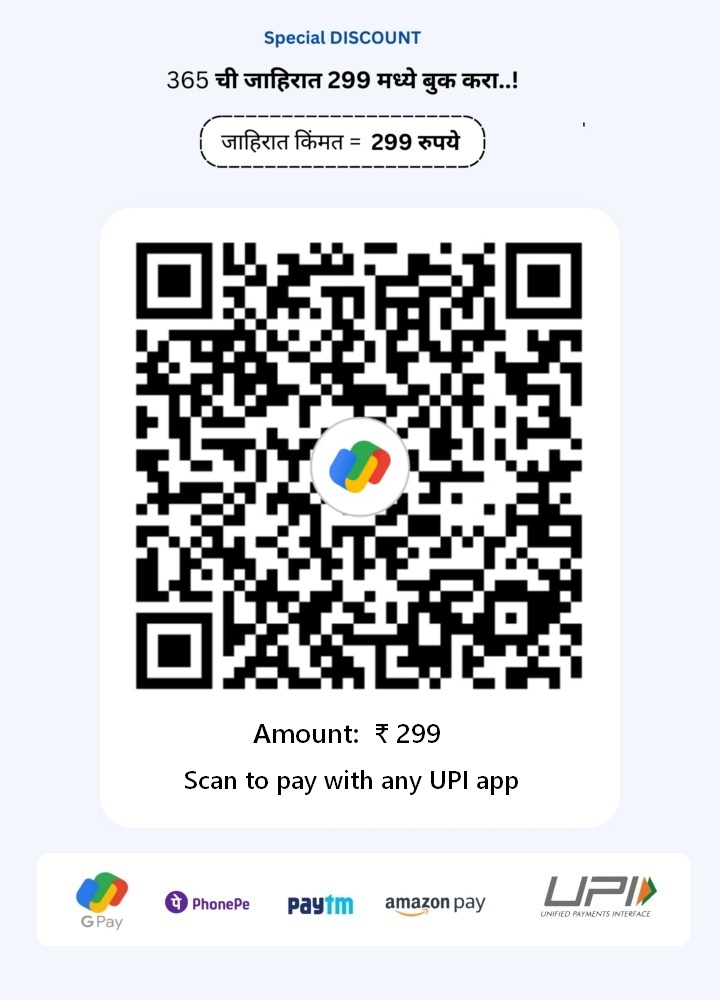 Special DISCOUNT
365 ची जाहिरात 299 मध्ये बुक करा..!
जाहिरात किंमत = 299 रुपये
Amount: ₹ 299
Scan to pay with any UPI app
G Pay
पे PhonePe
paytm
amazon pay
UPI
UNIFIED PAYMENTS INTERFACE